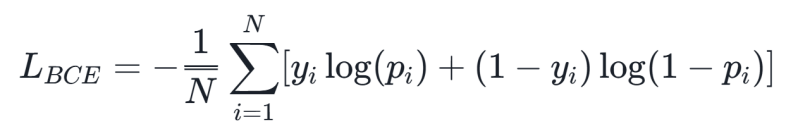 L_{BCE} = -\frac{1}{N} \sum_{i=1}^{N} [y_i \log(p_i) + (1 - y_i) \log(1 - p_i)]